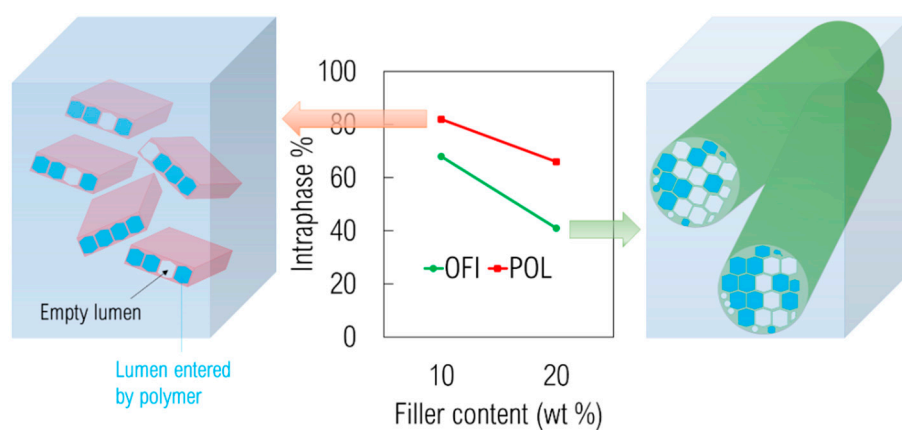 Empty lumen
Lumen entered
by polymer
Intraphase %
100
80
60
40
20
0
OFI POL
10 20
Filler content (wt %)